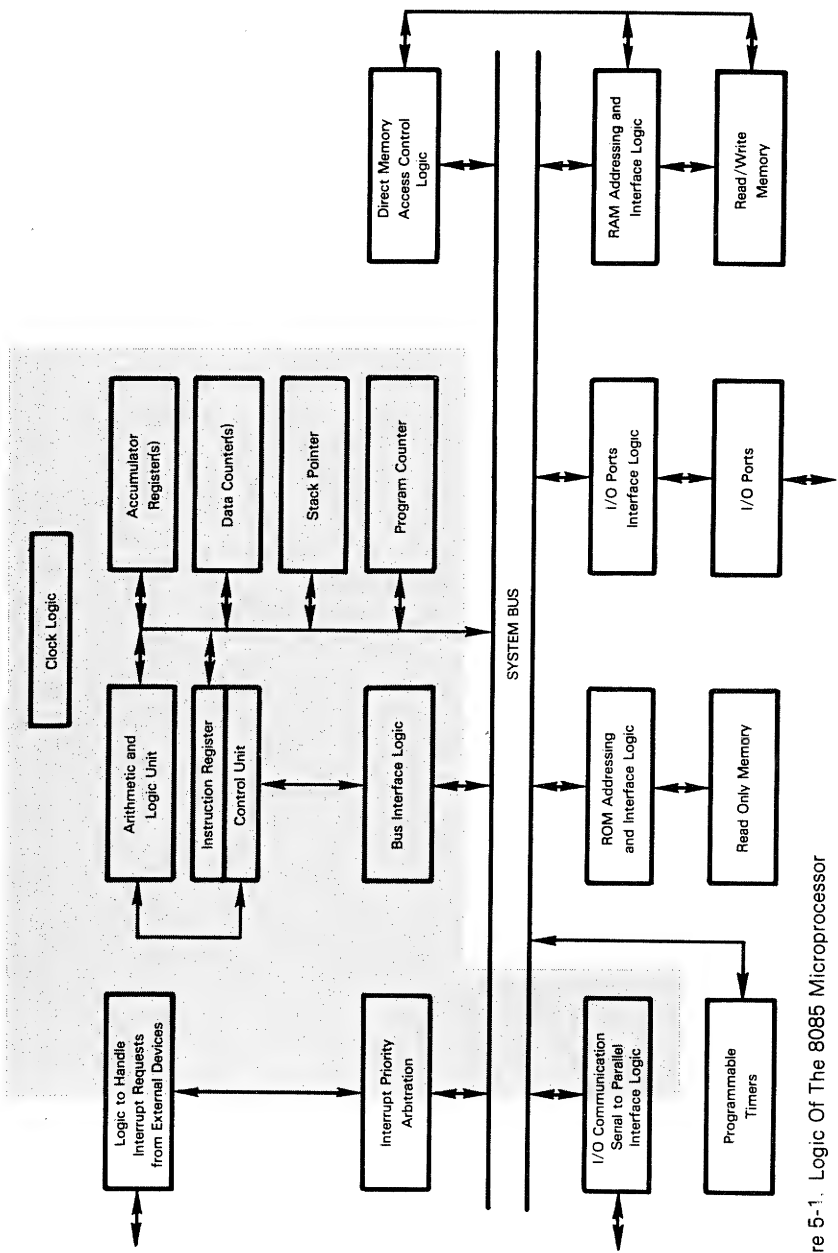 Logic to Handle
Interrupt Requests
from External Devices
Interrupt Priority
Arbitration
Clock Logic
Arithmetic and
Logic Unit
Instruction Register
Control Unit
Bus Interface Logic
Accumulator
Register(s)
Data Counter(s)
Stack Pointer
Program Counter
Direct Memory
Access Control
Logic
SYSTEM BUS
I/O Communication
Serial to Parallel
Interface Logic
Programmable
Timers
ROM Addressing
and Interface Logic
Read Only Memory
I/O Ports
Interface Logic
I/O Ports
RAM Addressing and
Interface Logic
Read/Write
Memory
re 5-1. Logic Of The 8085 Microprocessor